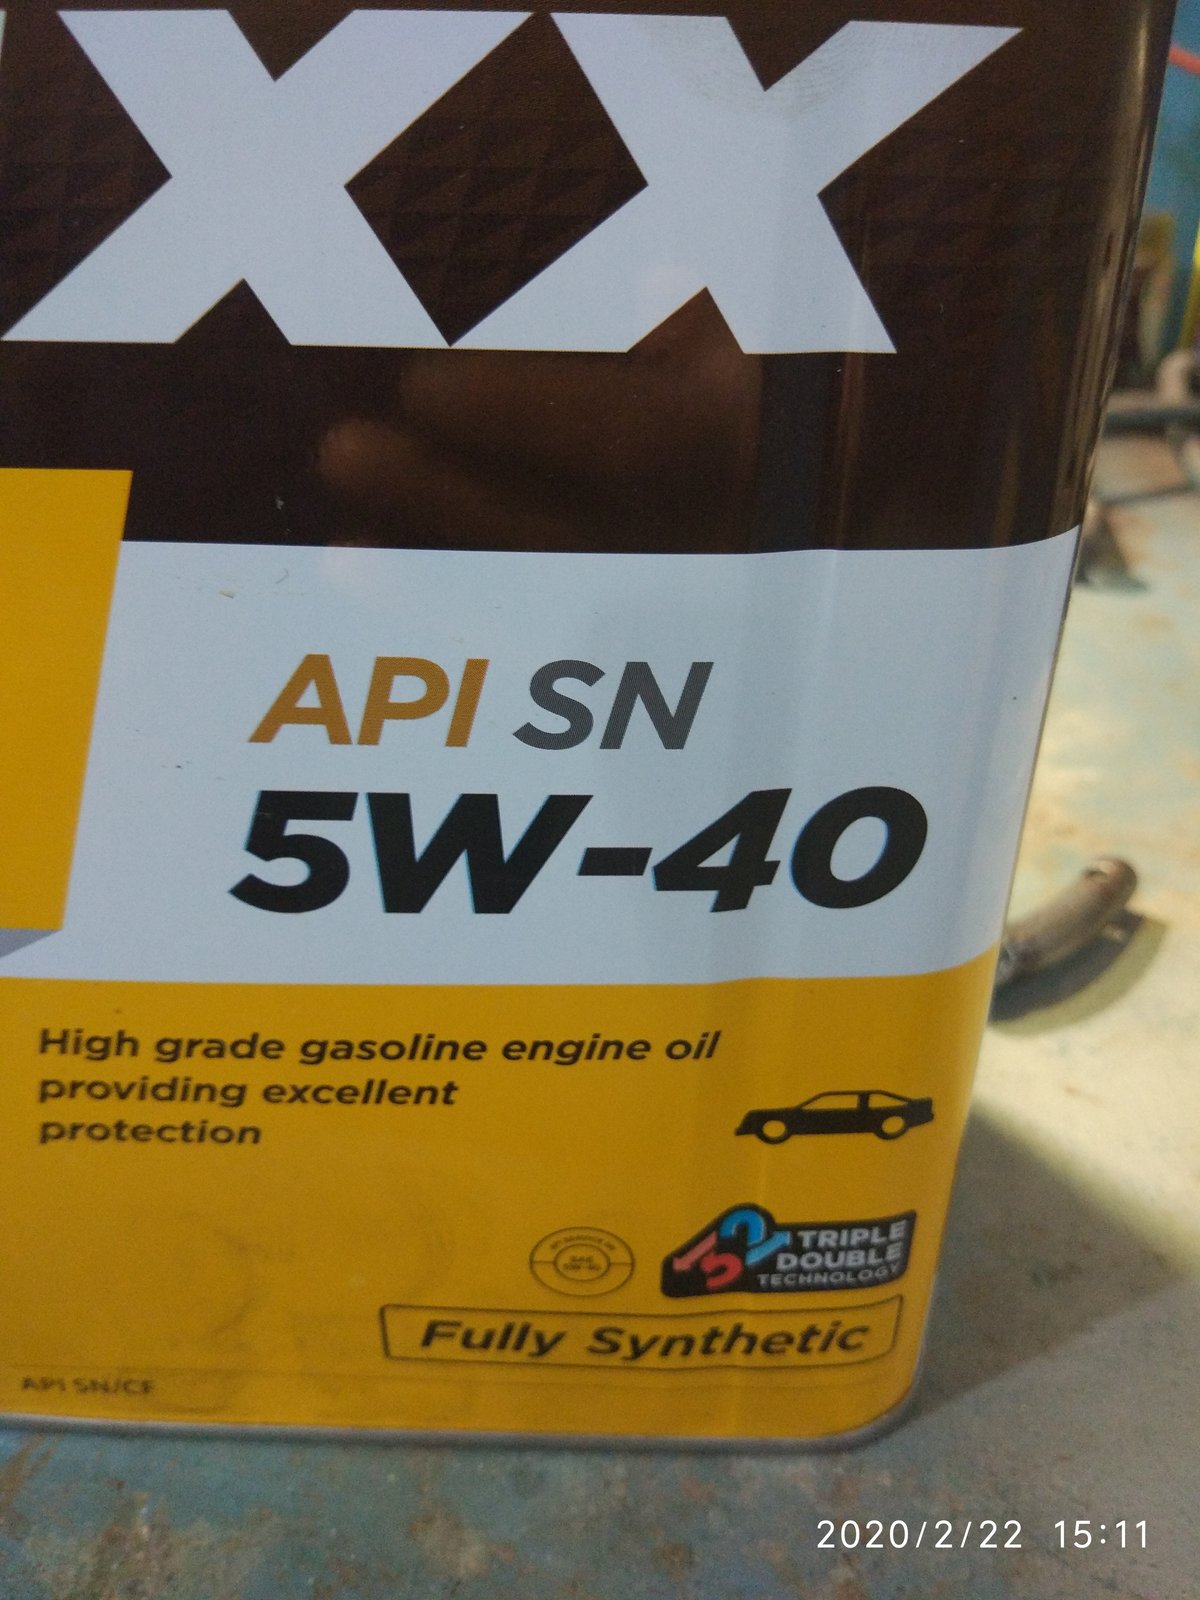 XX
API SN
5W-40
High grade gasoline engine oil
providing excellent
protection
TRIPLE
DOUBLE
TECHNOLOGY
Fully Synthetic
API SN/CF
2020/2/22 15:11